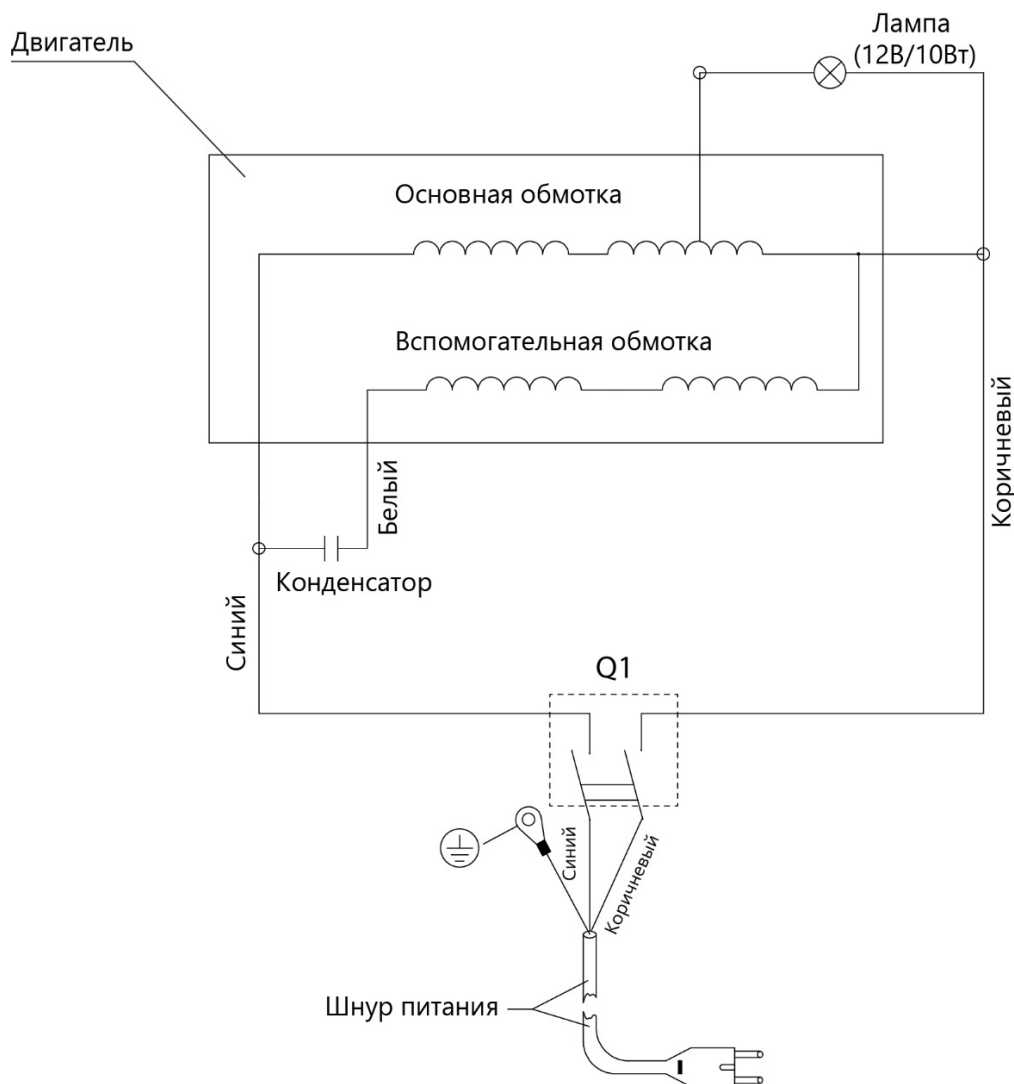 Двигатель
Лампа
(12В/10Вт)
Основная обмотка
Вспомогательная обмотка
Белый
Коричневый
Конденсатор
Синий
Q1
Синий
Коричневый
Шнур питания